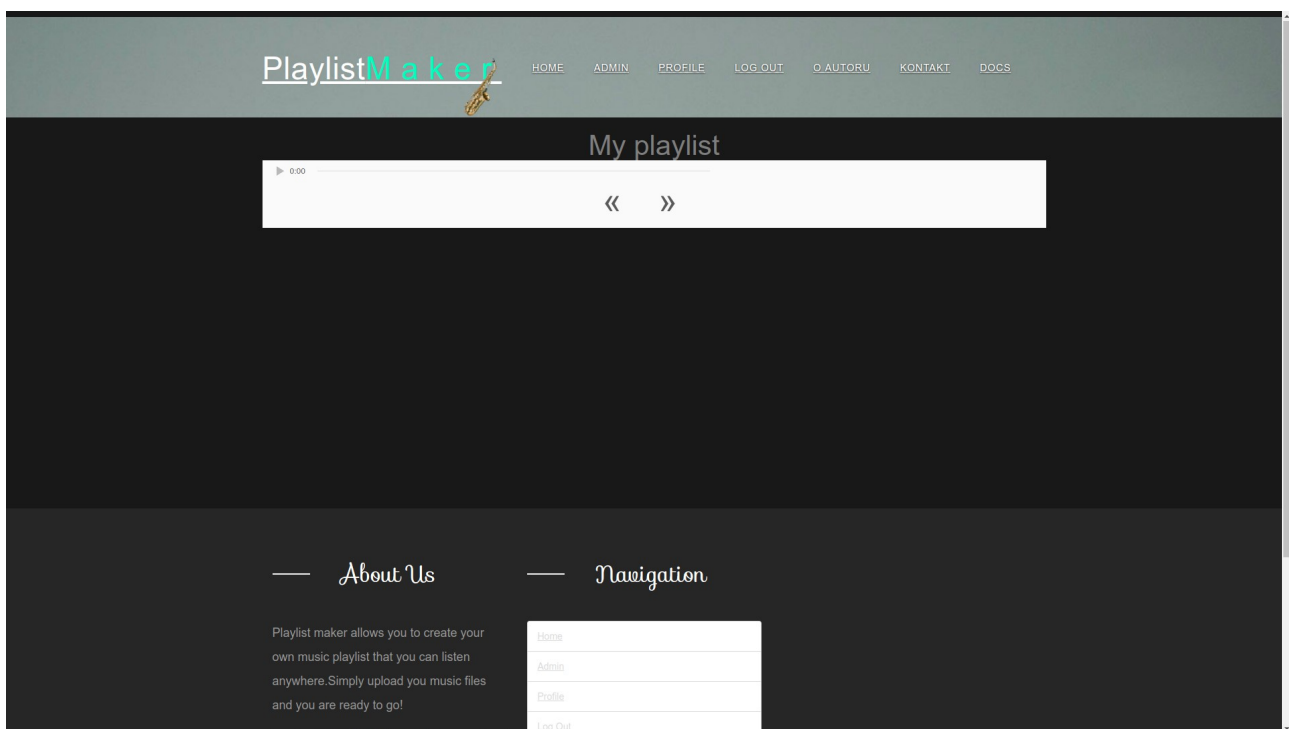 PlaylistMaker HOME ADMIN PROFILE LOG OUT O AUTORU KONTAKT DOCS
My playlist
0:00
« »
About Us
Playlist maker allows you to create your
own music playlist that you can listen
anywhere.Simply upload you music files
and you are ready to go!
Navigation
Home
Admin
Profile
Log Out